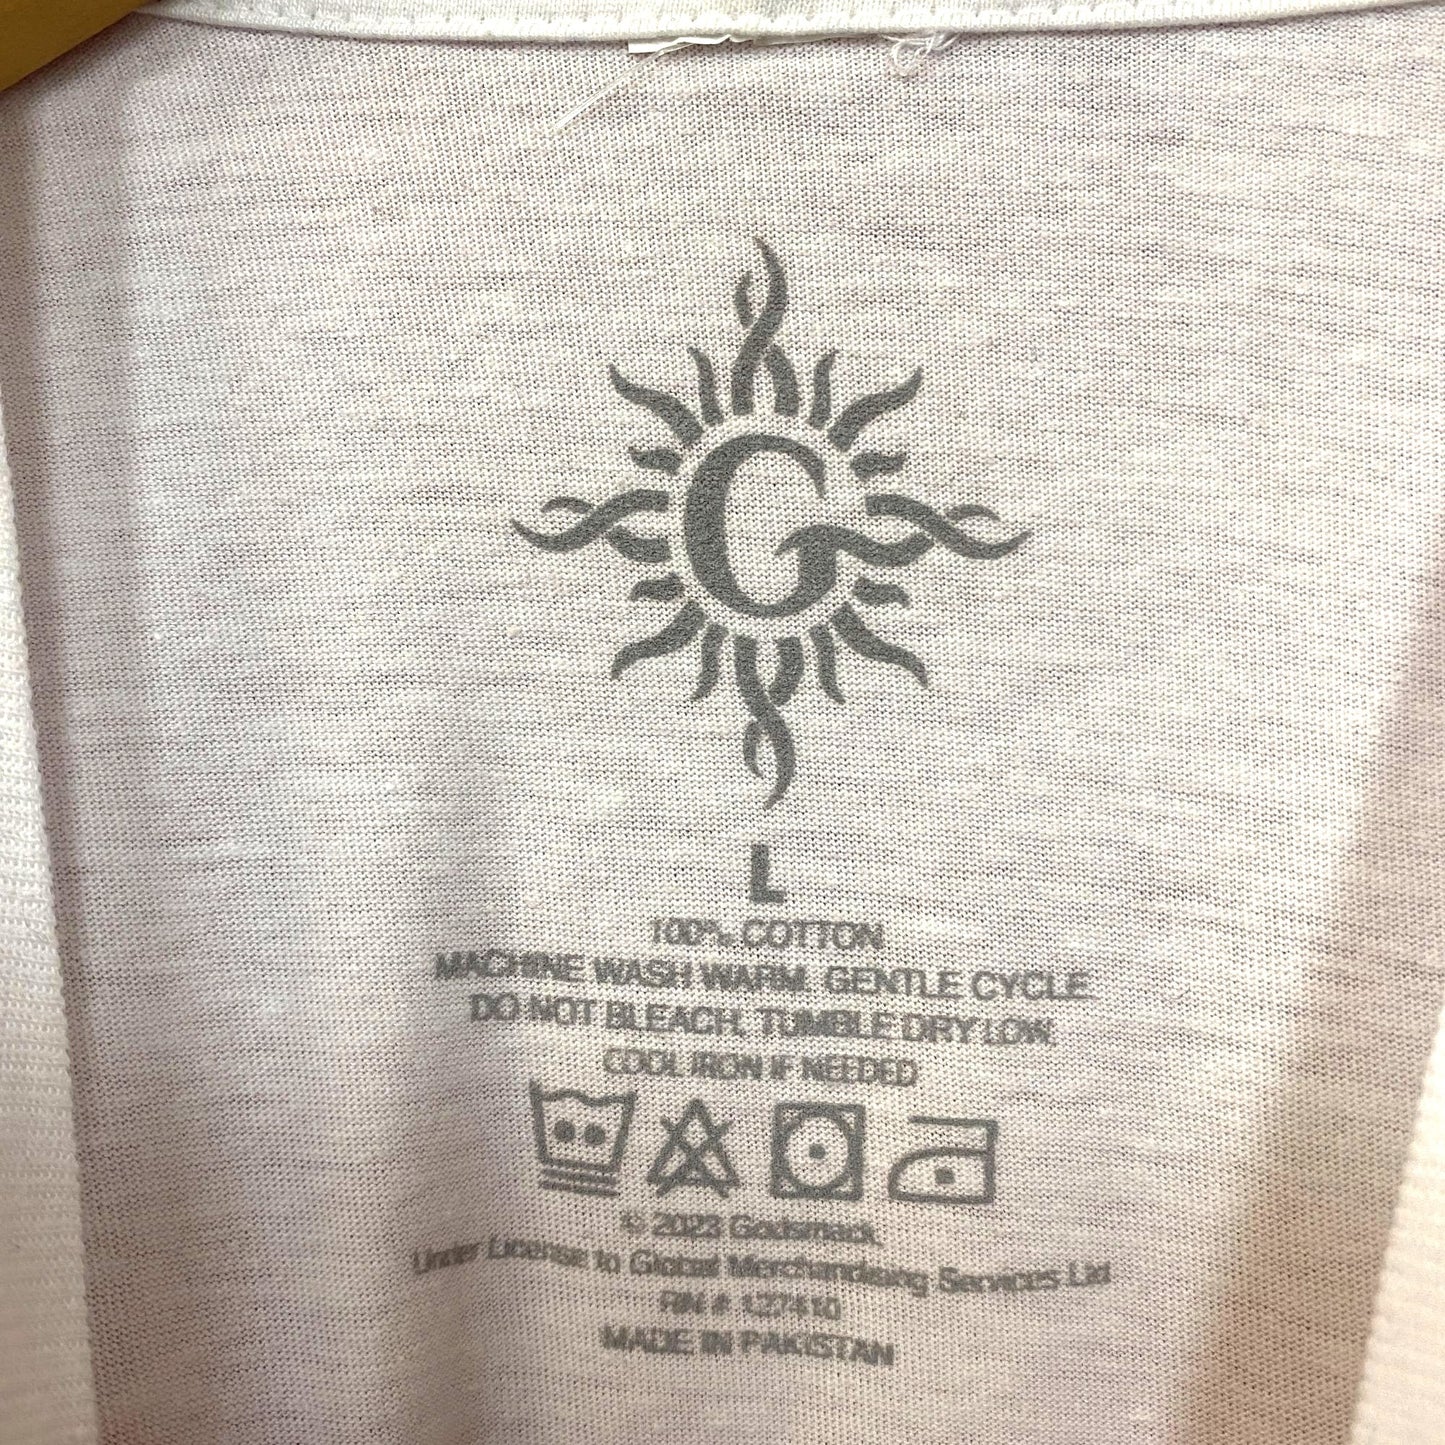 G
L
100% COTTON
MACHINE WASH WARM. GENTLE CYCLE.
DO NOT BLEACH. TUMBLE DRY LOW.
COOL IRON IF NEEDED
© 2023 Godsmack.
Under License to Global Merchandising Services Ltd
RN # 127410
MADE IN PAKISTAN